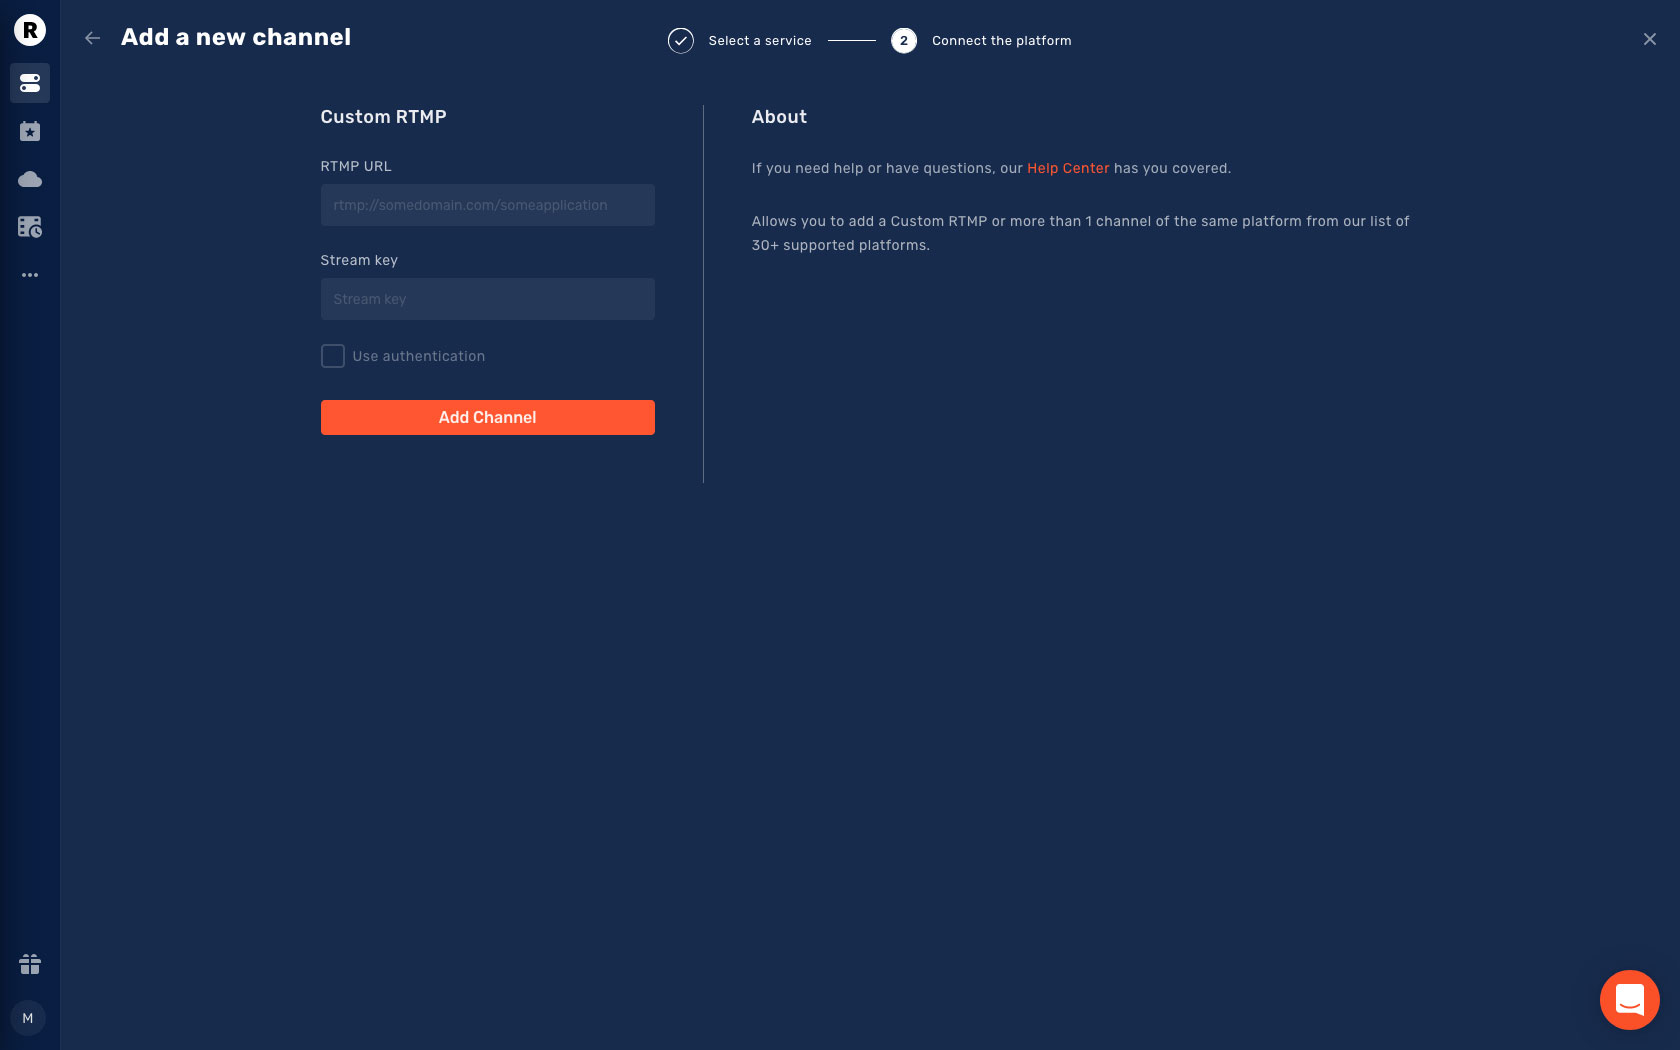 R
Add a new channel
Select a service
2
Connect the platform
Custom RTMP
RTMP URL
rtmp://somedomain.com/someapplication
Stream key
Stream key
Use authentication
Add Channel
About
If you need help or have questions, our Help Center has you covered.
Allows you to add a Custom RTMP or more than 1 channel of the same platform from our list of
30+ supported platforms.
M